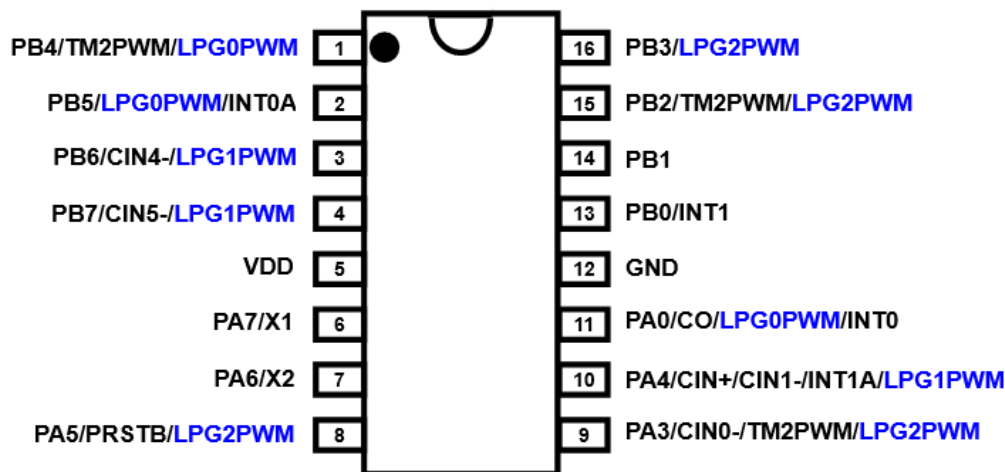 PB4/TM2PWM/LPG0PWM 1 16 PB3/LPG2PWM
PB5/LPG0PWM/INT0A 2 15 PB2/TM2PWM/LPG2PWM
PB6/CIN4-/LPG1PWM 3 14 PB1
PB7/CIN5-/LPG1PWM 4 13 PB0/INT1
VDD 5 12 GND
PA7/X1 6 11 PA0/CO/LPG0PWM/INT0
PA6/X2 7 10 PA4/CIN+/CIN1-/INT1A/LPG1PWM
PA5/PRSTB/LPG2PWM 8 9 PA3/CIN0-/TM2PWM/LPG2PWM